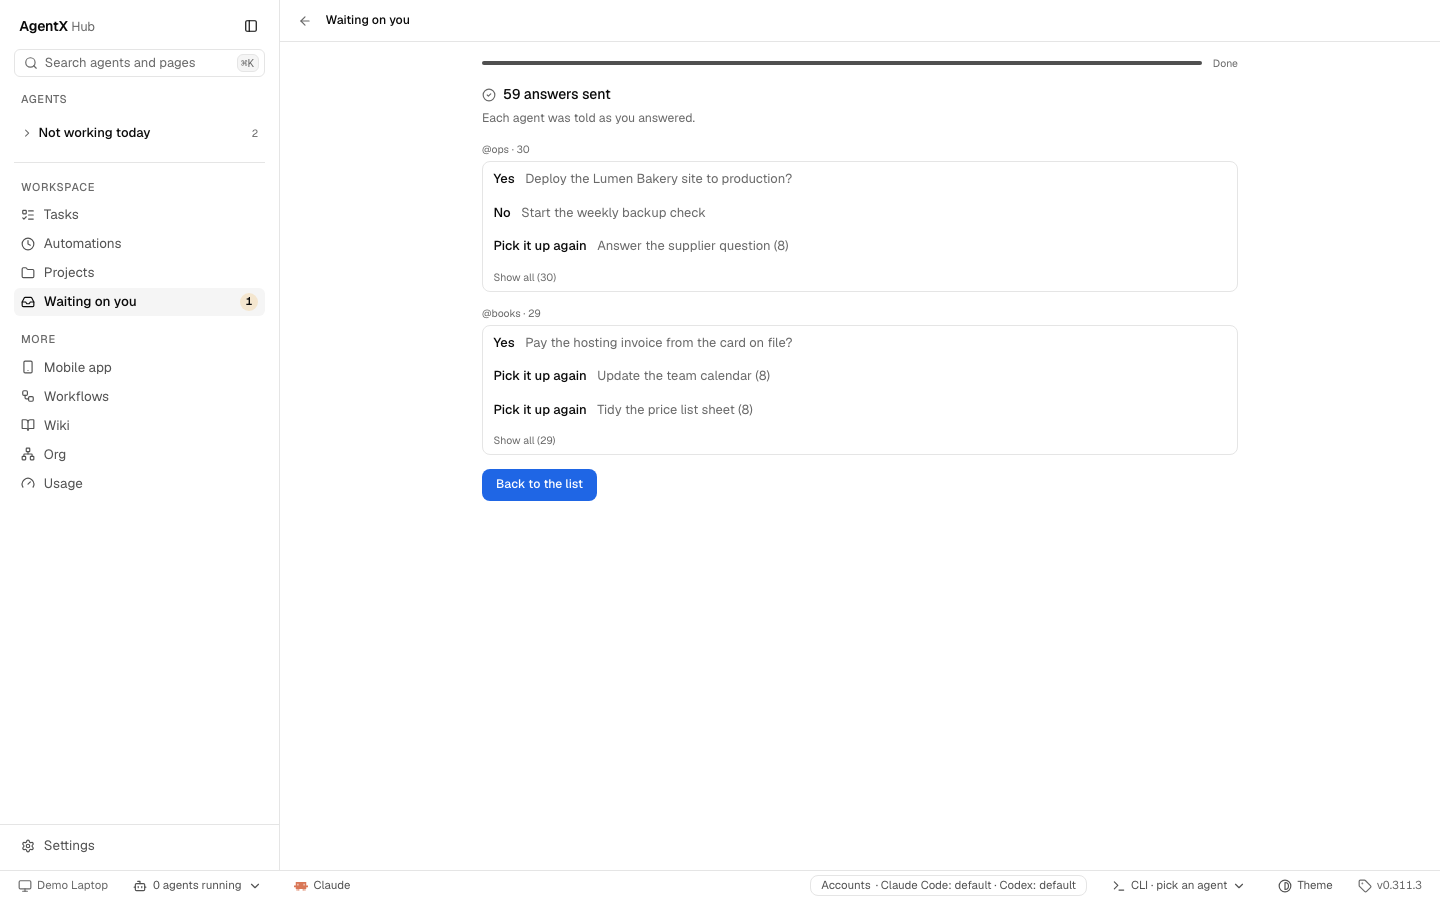 AgentX Hub
Search agents and pages ⌘K
AGENTS
Not working today 2
WORKSPACE
Tasks
Automations
Projects
Waiting on you 1
MORE
Mobile app
Workflows
Wiki
Org
Usage
Settings
Waiting on you
Done
59 answers sent
Each agent was told as you answered.
@ops · 30
Yes Deploy the Lumen Bakery site to production?
No Start the weekly backup check
Pick it up again Answer the supplier question (8)
Show all (30)
@books · 29
Yes Pay the hosting invoice from the card on file?
Pick it up again Update the team calendar (8)
Pick it up again Tidy the price list sheet (8)
Show all (29)
Back to the list
Demo Laptop 0 agents running Claude Accounts · Claude Code: default · Codex: default CLI · pick an agent Theme v0.311.3